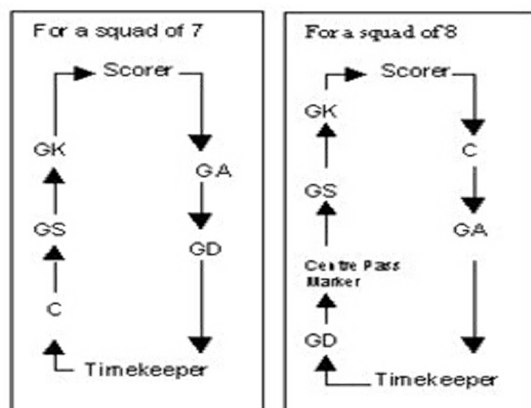 For a squad of 7
Scorer
GK
GA
GS
GD
C
Timekeeper
For a squad of 8
Scorer
GK
C
GS
GA
Centre Pass
Marker
GD
Timekeeper